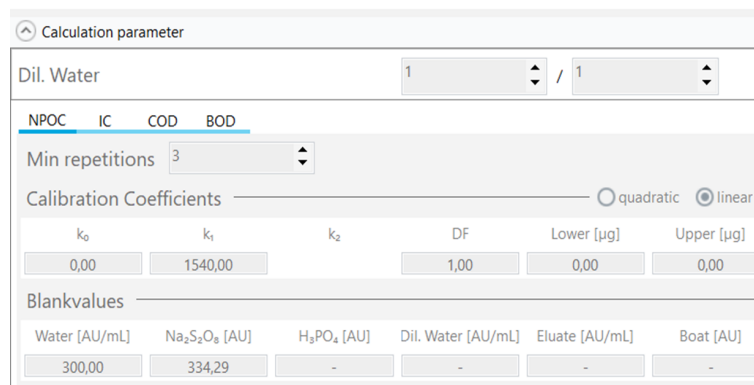 Calculation parameter
Dil. Water 1 / 1
NPOC IC COD BOD
Min repetitions 3
Calibration Coefficients quadratic linear
k₀ k₁ k₂ DF Lower [µg] Upper [µg]
0,00 1540,00 1,00 0,00 0,00
Blankvalues
Water [AU/mL] Na₂S₂O₈ [AU] H₃PO₄ [AU] Dil. Water [AU/mL] Eluate [AU/mL] Boat [AU]
300,00 334,29 - - - -